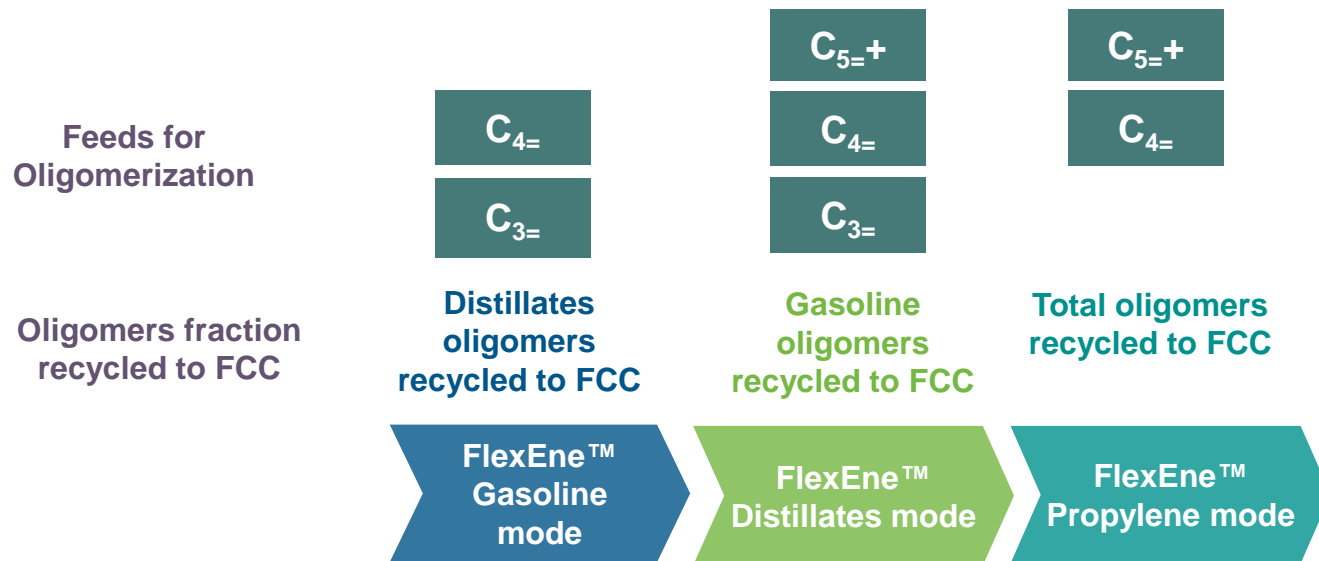 Feeds for
Oligomerization
C4=
C3=
C5=+
C4=
C3=
C5=+
C4=
Oligomers fraction
recycled to FCC
Distillates
oligomers
recycled to FCC
Gasoline
oligomers
recycled to FCC
Total oligomers
recycled to FCC
FlexEne™
Gasoline
mode
FlexEne™
Distillates mode
FlexEne™
Propylene mode